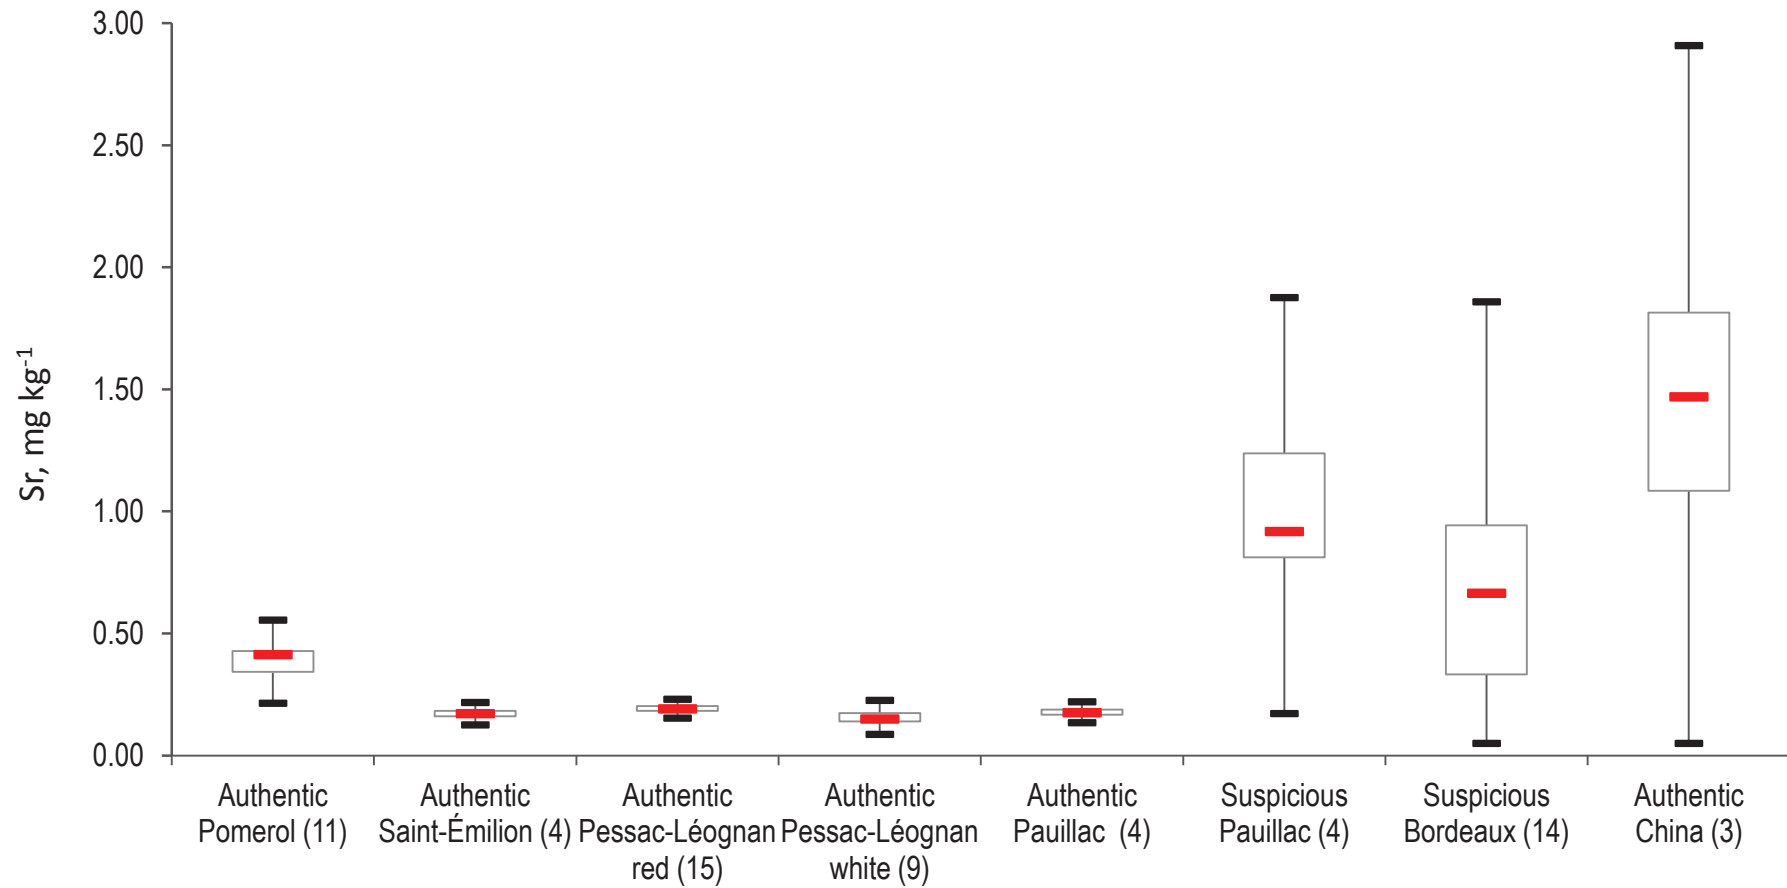 3.00
2.50
2.00
1.50
1.00
0.50
0.00
Sr, mg kg⁻¹
Authentic
Pomerol (11)
Authentic
Saint-Émilion (4)
Authentic
Pessac-Léognan
red (15)
Authentic
Pessac-Léognan
white (9)
Authentic
Pauillac (4)
Suspicious
Pauillac (4)
Suspicious
Bordeaux (14)
Authentic
China (3)